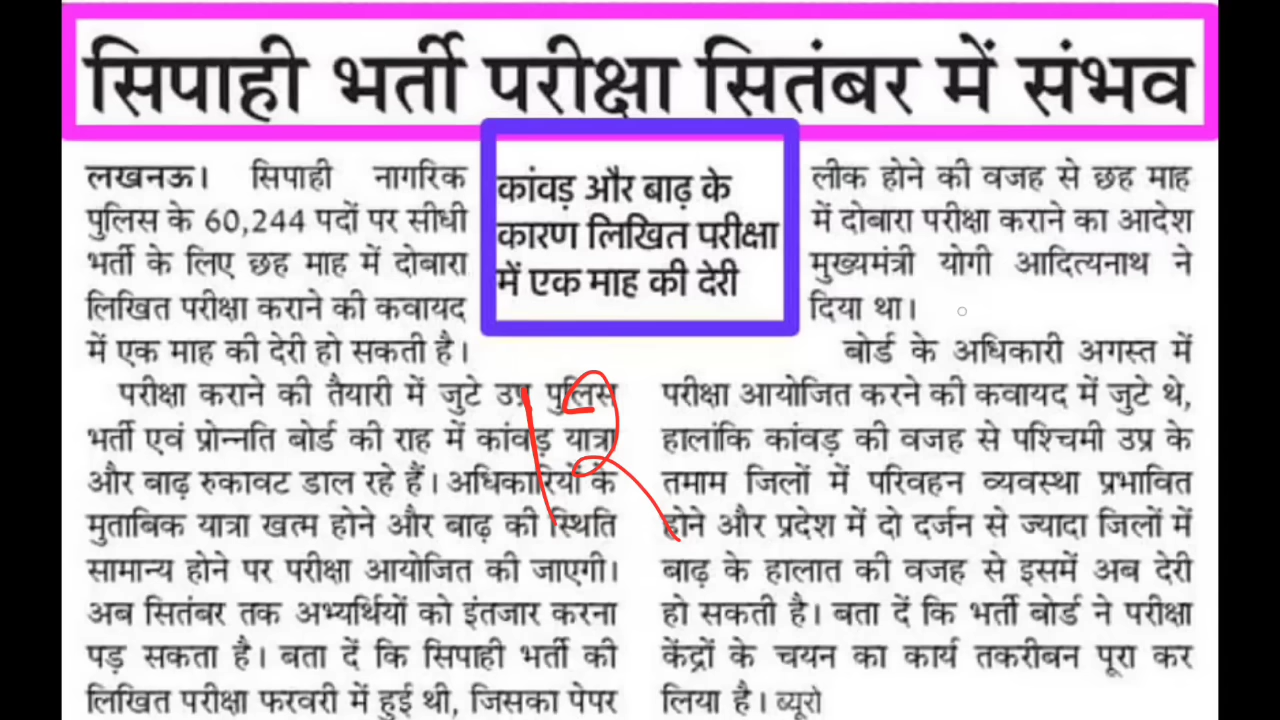 सिपाही भर्ती परीक्षा सितंबर में संभव
लखनऊ। सिपाही नागरिक
पुलिस के 60,244 पदों पर सीधी
भर्ती के लिए छह माह में दोबारा
लिखित परीक्षा कराने की कवायद
में एक माह की देरी हो सकती है।
परीक्षा कराने की तैयारी में जुटे उप्र पुलिस
भर्ती एवं प्रोन्नति बोर्ड की राह में कांवड़ यात्रा
और बाढ़ रुकावट डाल रहे हैं। अधिकारियों के
मुताबिक यात्रा खत्म होने और बाढ़ की स्थिति
सामान्य होने पर परीक्षा आयोजित की जाएगी।
अब सितंबर तक अभ्यर्थियों को इंतजार करना
पड़ सकता है। बता दें कि सिपाही भर्ती की
लिखित परीक्षा फरवरी में हुई थी, जिसका पेपर
कांवड़ और बाढ़ के
कारण लिखित परीक्षा
में एक माह की देरी
लीक होने की वजह से छह माह
में दोबारा परीक्षा कराने का आदेश
मुख्यमंत्री योगी आदित्यनाथ ने
दिया था।
बोर्ड के अधिकारी अगस्त में
परीक्षा आयोजित करने की कवायद में जुटे थे,
हालांकि कांवड़ की वजह से पश्चिमी उप्र के
तमाम जिलों में परिवहन व्यवस्था प्रभावित
होने और प्रदेश में दो दर्जन से ज्यादा जिलों में
बाढ़ के हालात की वजह से इसमें अब देरी
हो सकती है। बता दें कि भर्ती बोर्ड ने परीक्षा
केंद्रों के चयन का कार्य तकरीबन पूरा कर
लिया है। ब्यूरो